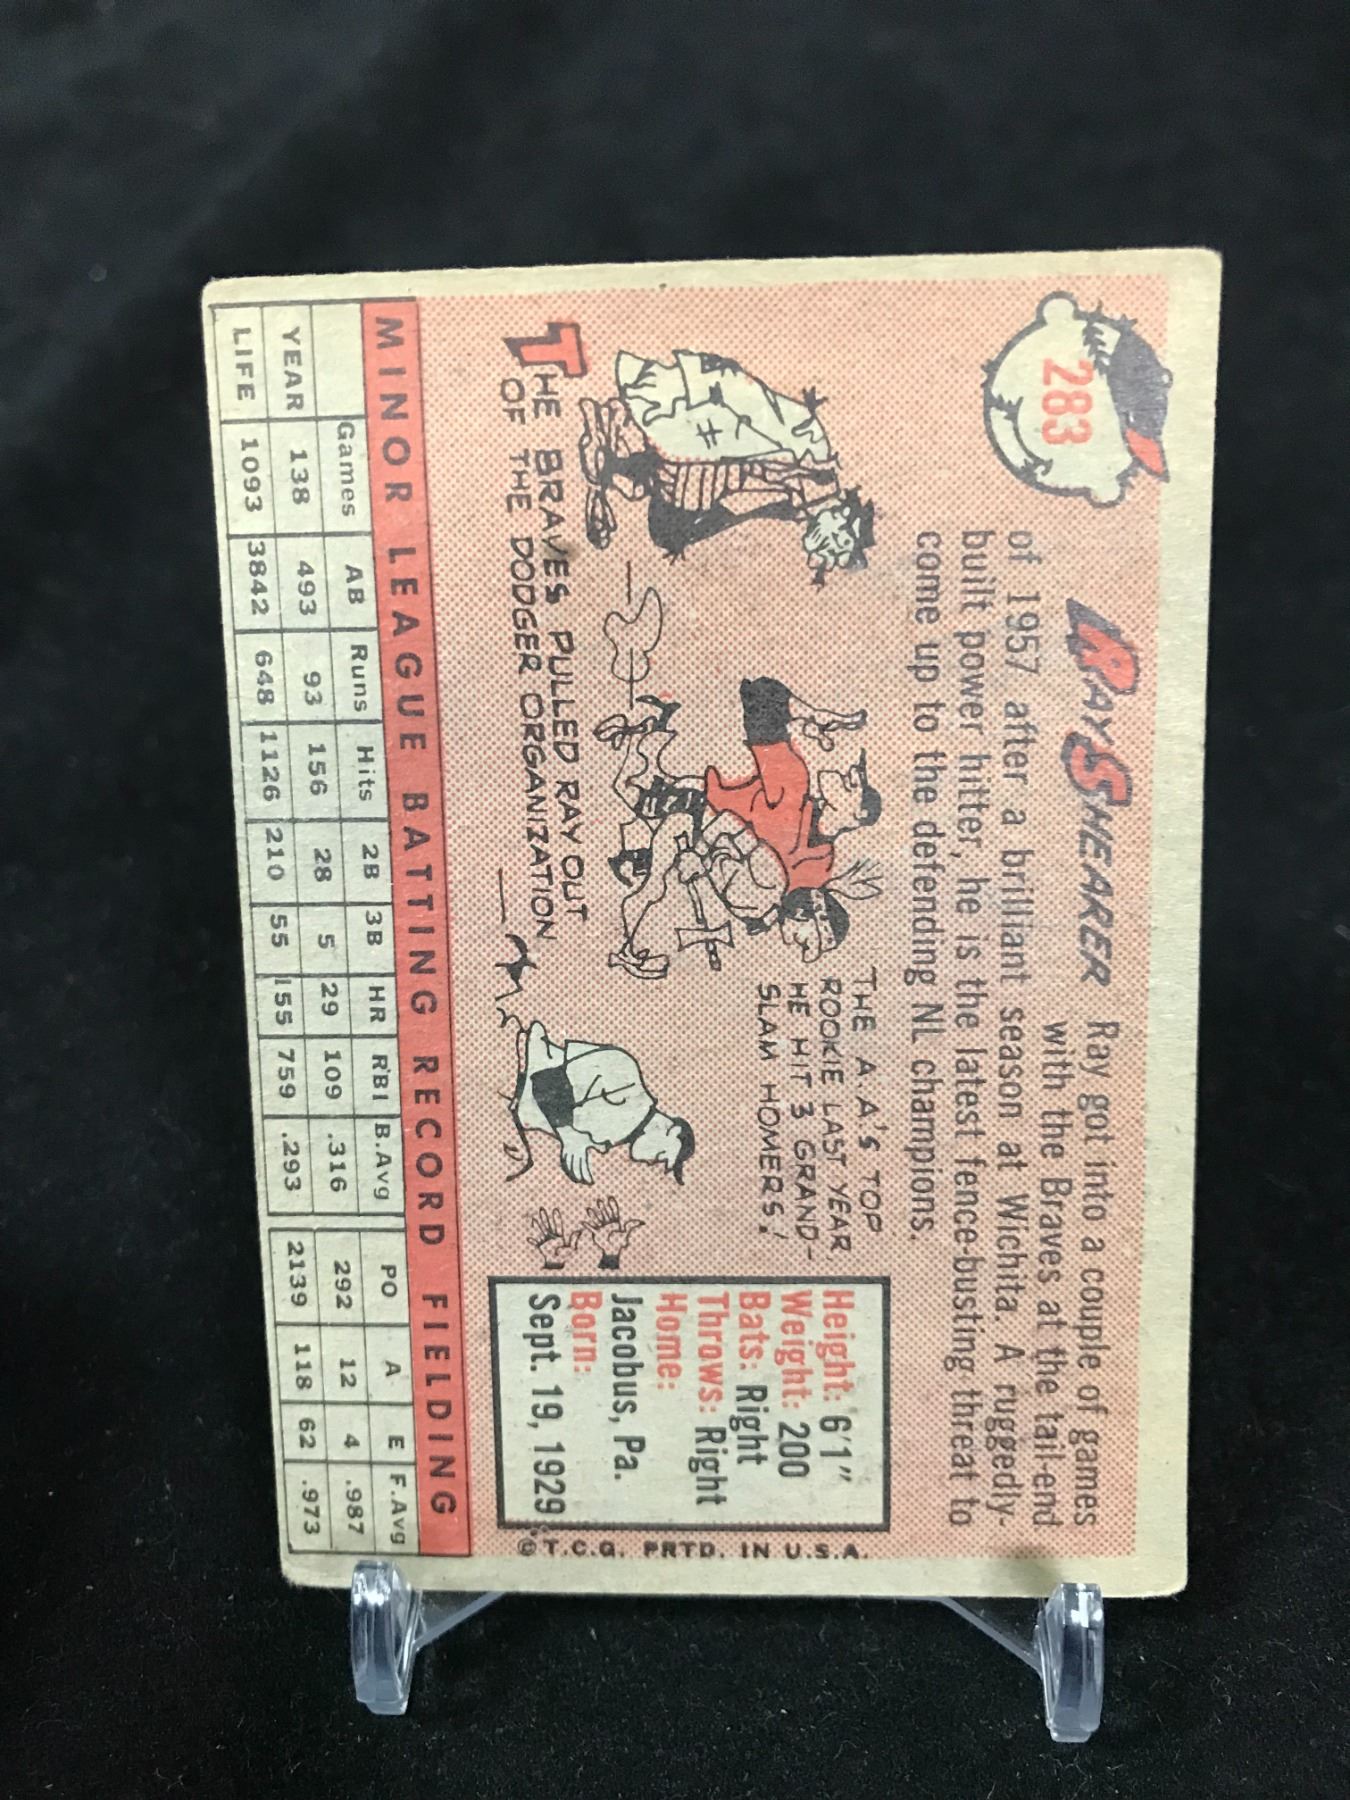 283
RAY SHEARER Ray got into a couple of games
with the Braves at the tail-end
of 1957 after a brilliant season at Wichita. A ruggedly-
built power hitter, he is the latest fence-busting threat to
come up to the defending NL champions.
THE A.A'S TOP
ROOKIE LAST YEAR
HE HIT 3 GRAND-
SLAM HOMERS!
THE BRAVES PULLED RAY OUT
OF THE DODGER ORGANIZATION
Height: 6'1"
Weight: 200
Bats: Right
Throws: Right
Home:
Jacobus, Pa.
Born:
Sept. 19, 1929
© T.C.G. PRTD. IN U.S.A.
MINOR LEAGUE BATTING RECORD FIELDING
Games AB Runs Hits 2B 3B HR RBI B.Avg PO A E F.Avg
YEAR 138 493 93 156 28 5 29 109 .316 292 12 4 .987
LIFE 1093 3842 648 1126 210 55 155 759 .293 2139 118 62 .973